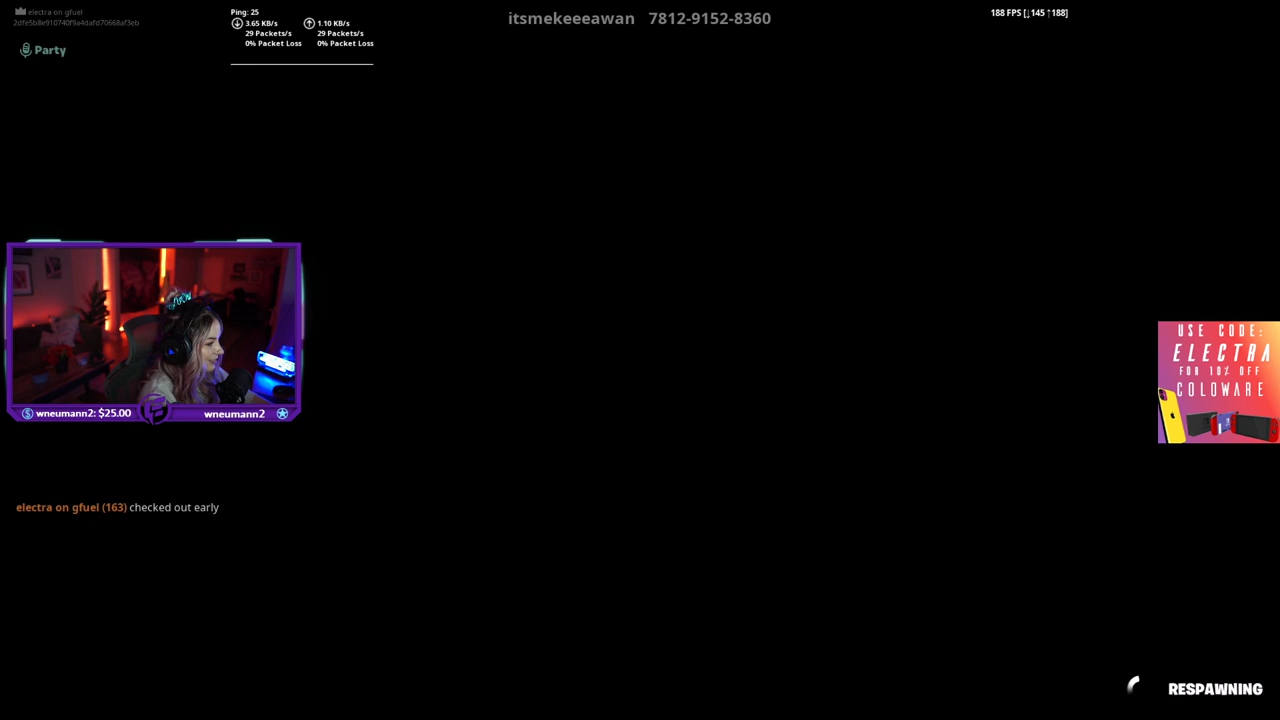 electra on gfuel
2dfe5b8e910740f9a4dafd70668af3eb
Party
Ping: 25
3.65 KB/s 1.10 KB/s
29 Packets/s 29 Packets/s
0% Packet Loss 0% Packet Loss
itsmekeeeawan 7812-9152-8360
188 FPS [↓145 ↑188]
wneumann2: $25.00 wneumann2
USE CODE:
ELECTRA
FOR 10% OFF
COLOWARE
electra on gfuel (163) checked out early
RESPAWNING